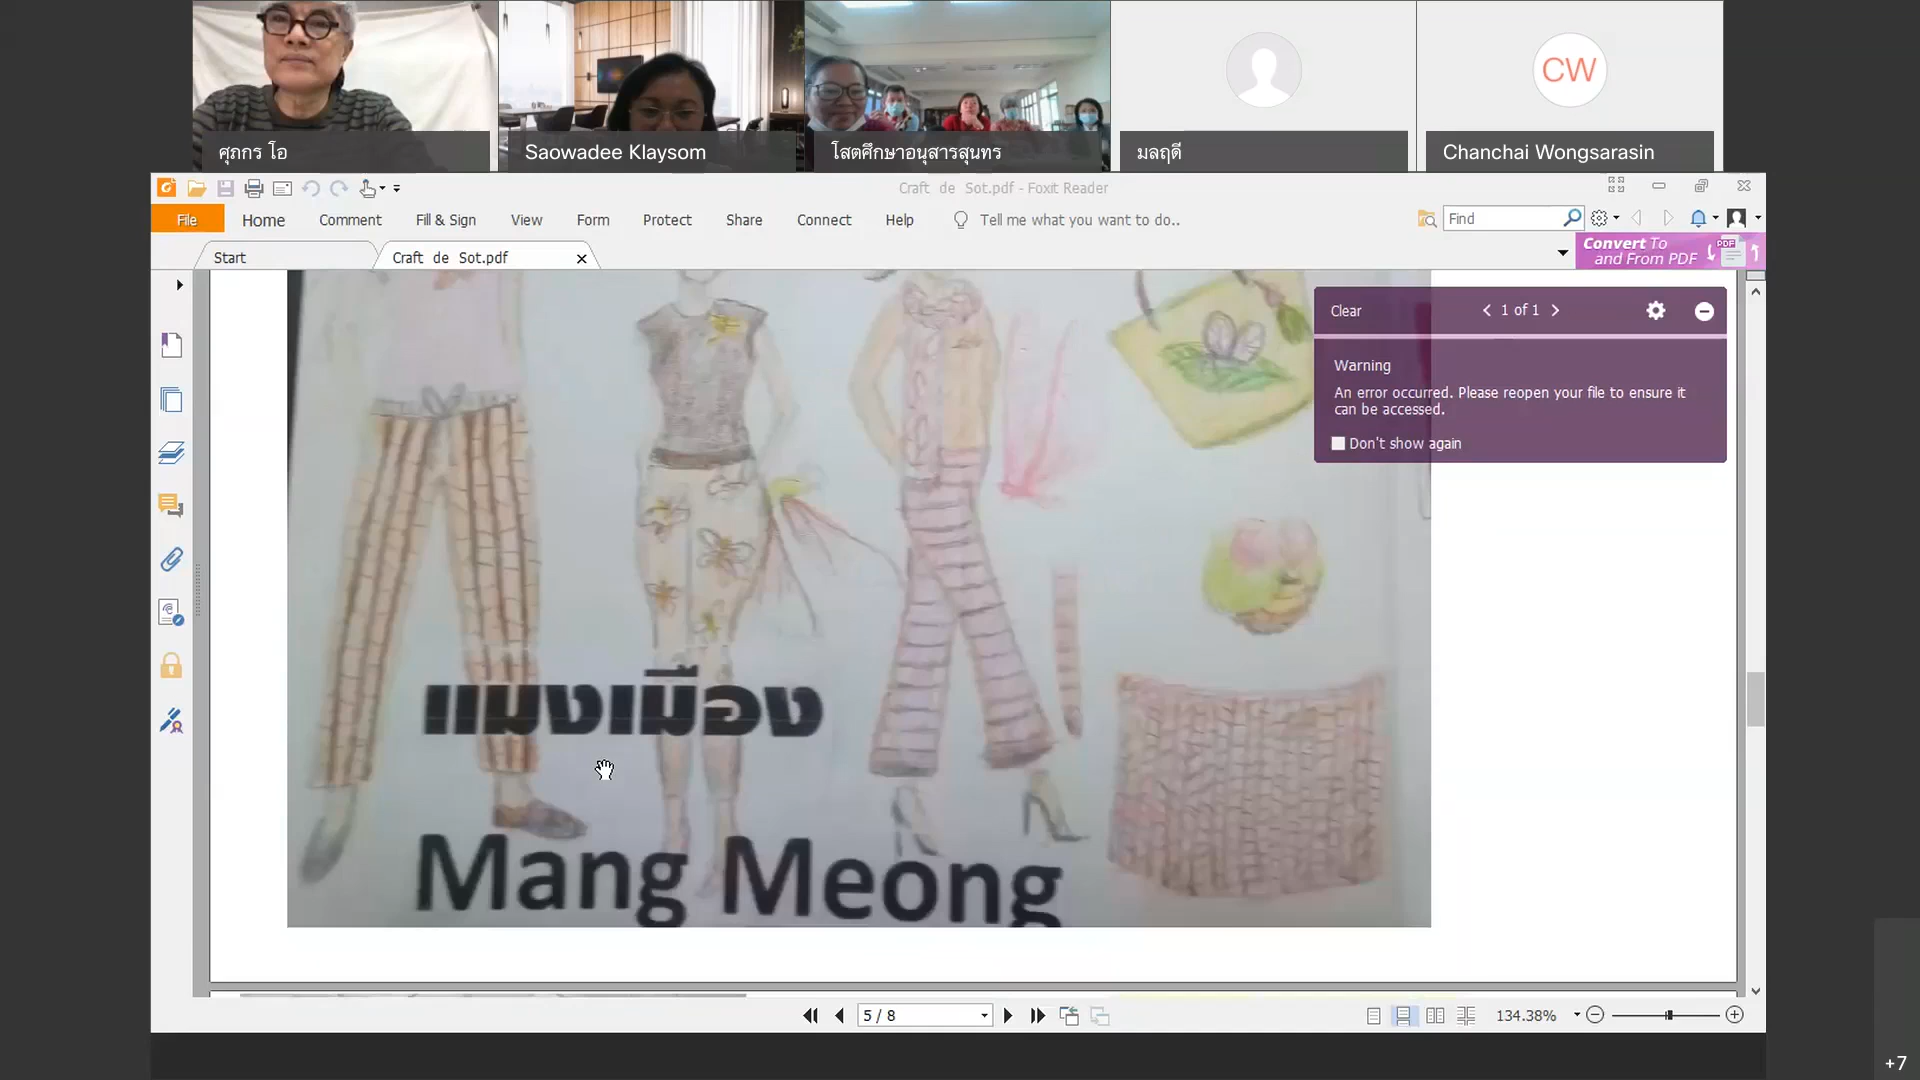 ศุภกร โอ
Saowadee Klaysom
โสตศึกษาอนุสารสุนทร
มลฤดี
CW
Chanchai Wongsarasin
Craft de Sot.pdf - Foxit Reader
File Home Comment Fill & Sign View Form Protect Share Connect Help Tell me what you want to do.. Find
Start Craft de Sot.pdf
Convert To
and From PDF
PDF
Clear 1 of 1
Warning
An error occurred. Please reopen your file to ensure it
can be accessed.
Don't show again
แมงเมือง
Mang Meong
5 / 8
134.38%
+7